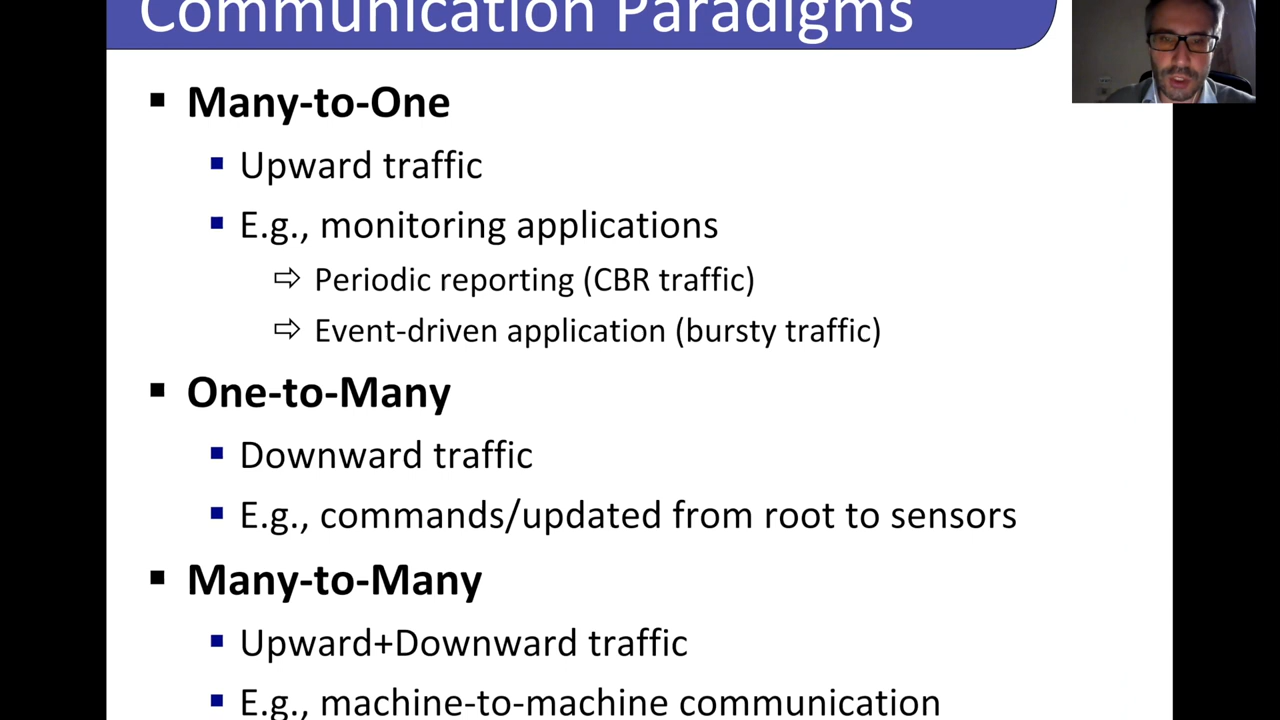 Communication Paradigms
Many-to-One
Upward traffic
E.g., monitoring applications
Periodic reporting (CBR traffic)
Event-driven application (bursty traffic)
One-to-Many
Downward traffic
E.g., commands/updated from root to sensors
Many-to-Many
Upward+Downward traffic
E.g., machine-to-machine communication